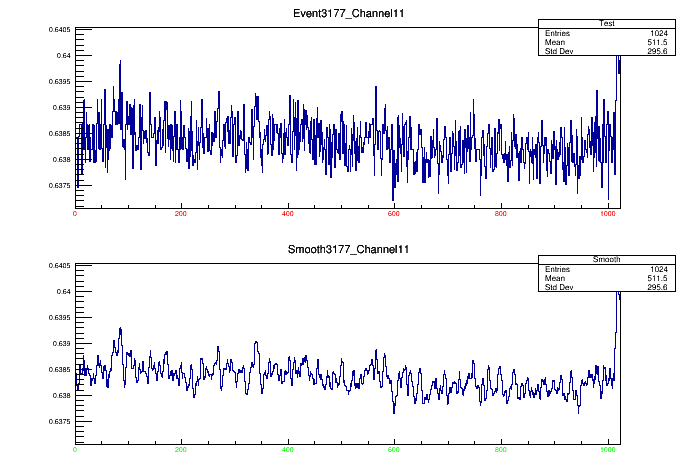 Event3177_Channel11
Test
Entries 1024
Mean 511.5
Std Dev 295.6
0.6405
0.64
0.6395
0.639
0.6385
0.638
0.6375
0 200 400 600 800 1000
Smooth3177_Channel11
Smooth
Entries 1024
Mean 511.5
Std Dev 295.6
0.6405
0.64
0.6395
0.639
0.6385
0.638
0.6375
0 200 400 600 800 1000